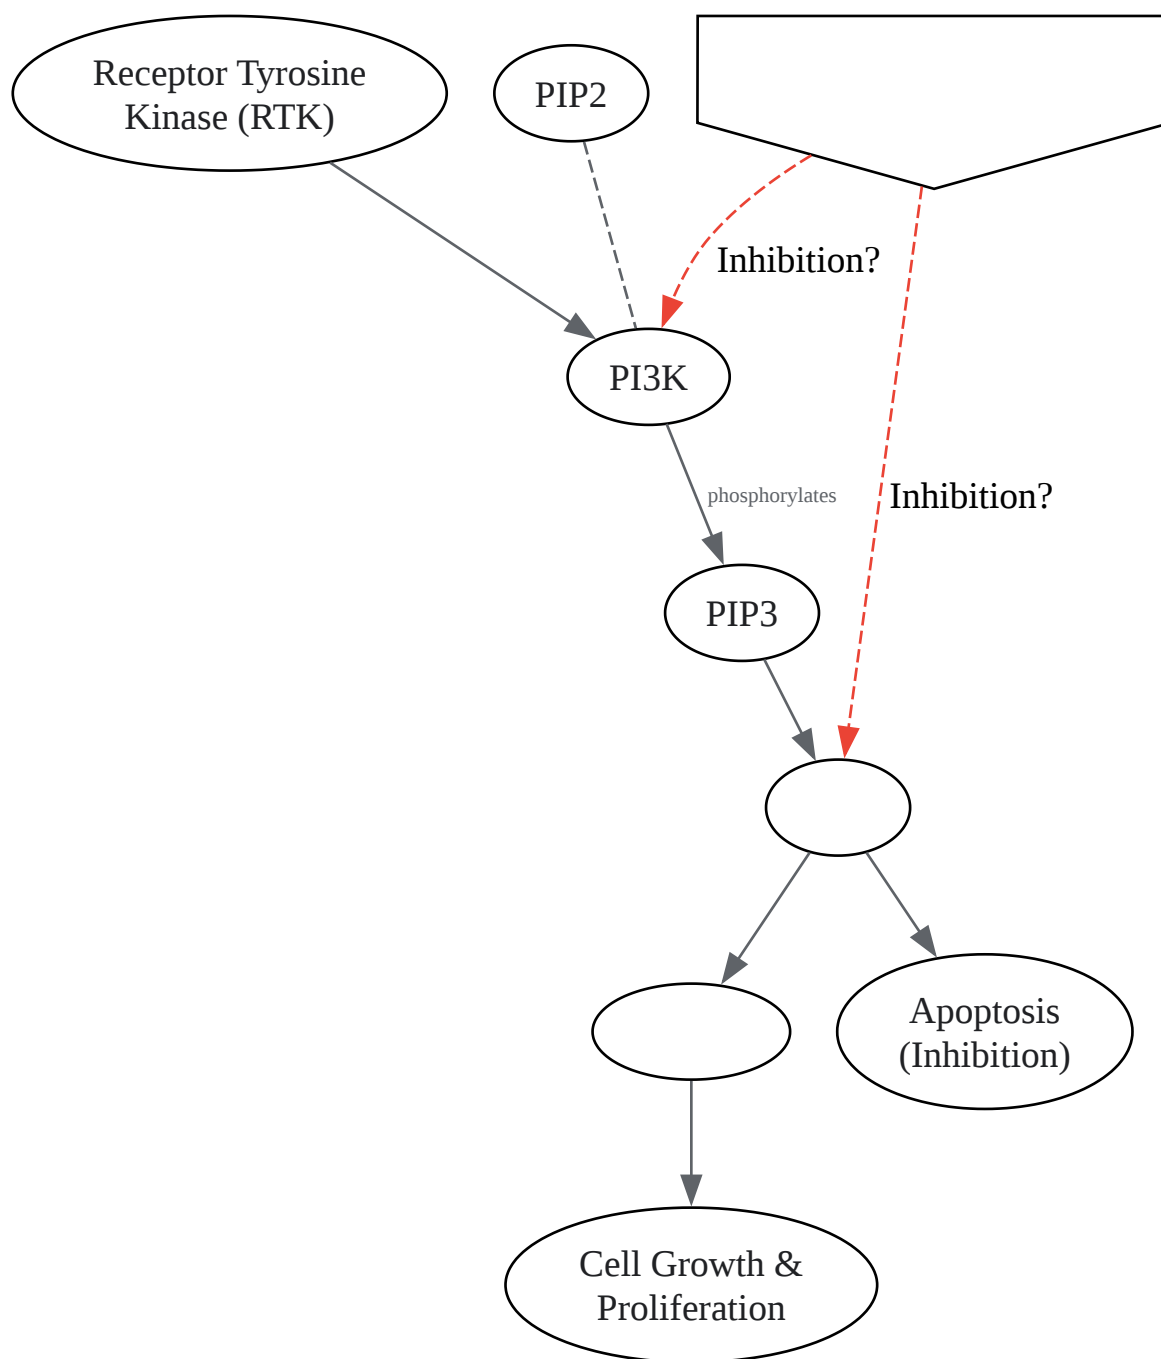 Receptor Tyrosine
Kinase (RTK)
PIP2
Inhibition?
PI3K
phosphorylates
Inhibition?
PIP3
Apoptosis
(Inhibition)
Cell Growth &
Proliferation